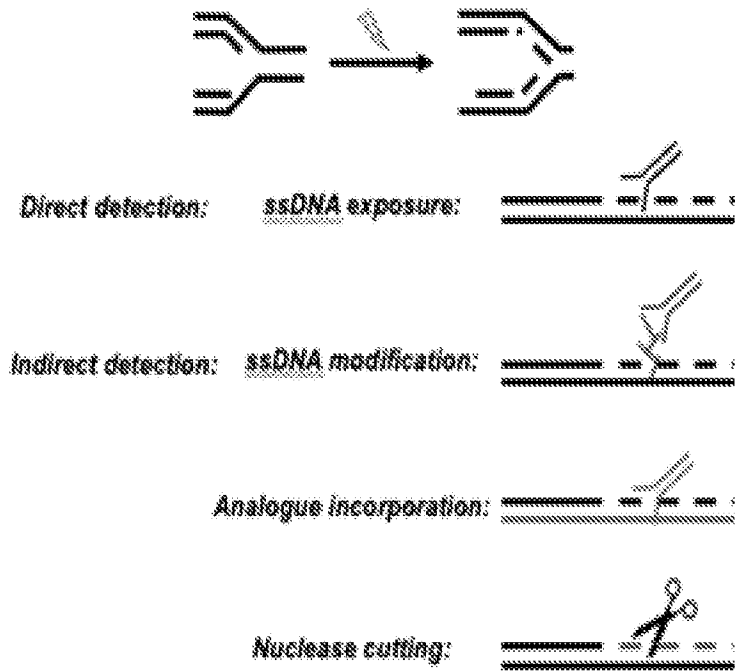 Direct detection: ssDNA exposure:
Indirect detection: ssDNA modification:
Analogue incorporation:
Nuclease cutting: